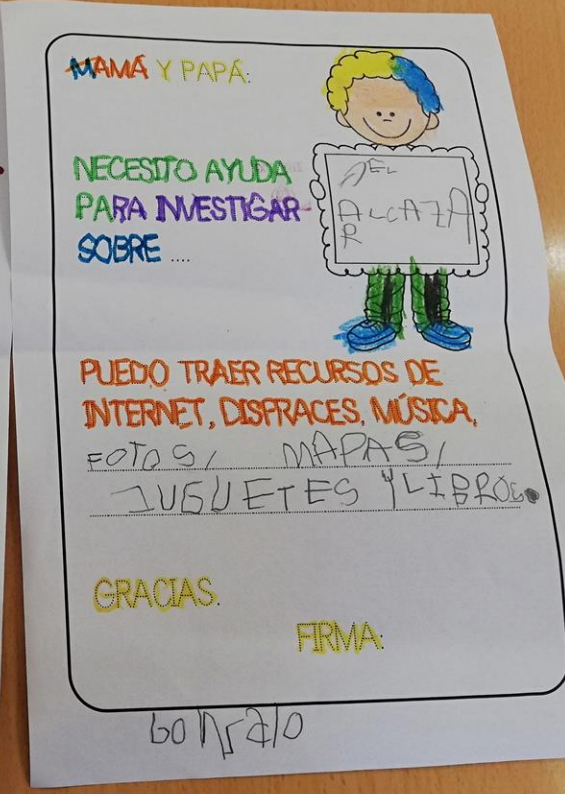 MAMÁ Y PAPÁ:
NECESITO AYUDA
PARA INVESTIGAR
SOBRE ....
EL
ALCAZA
R
PUEDO TRAER RECURSOS DE
INTERNET, DISFRACES, MÚSICA,
FOTOS, MAPAS,
JUGUETES Y LIBROS.
GRACIAS.
FIRMA:
Gonzalo